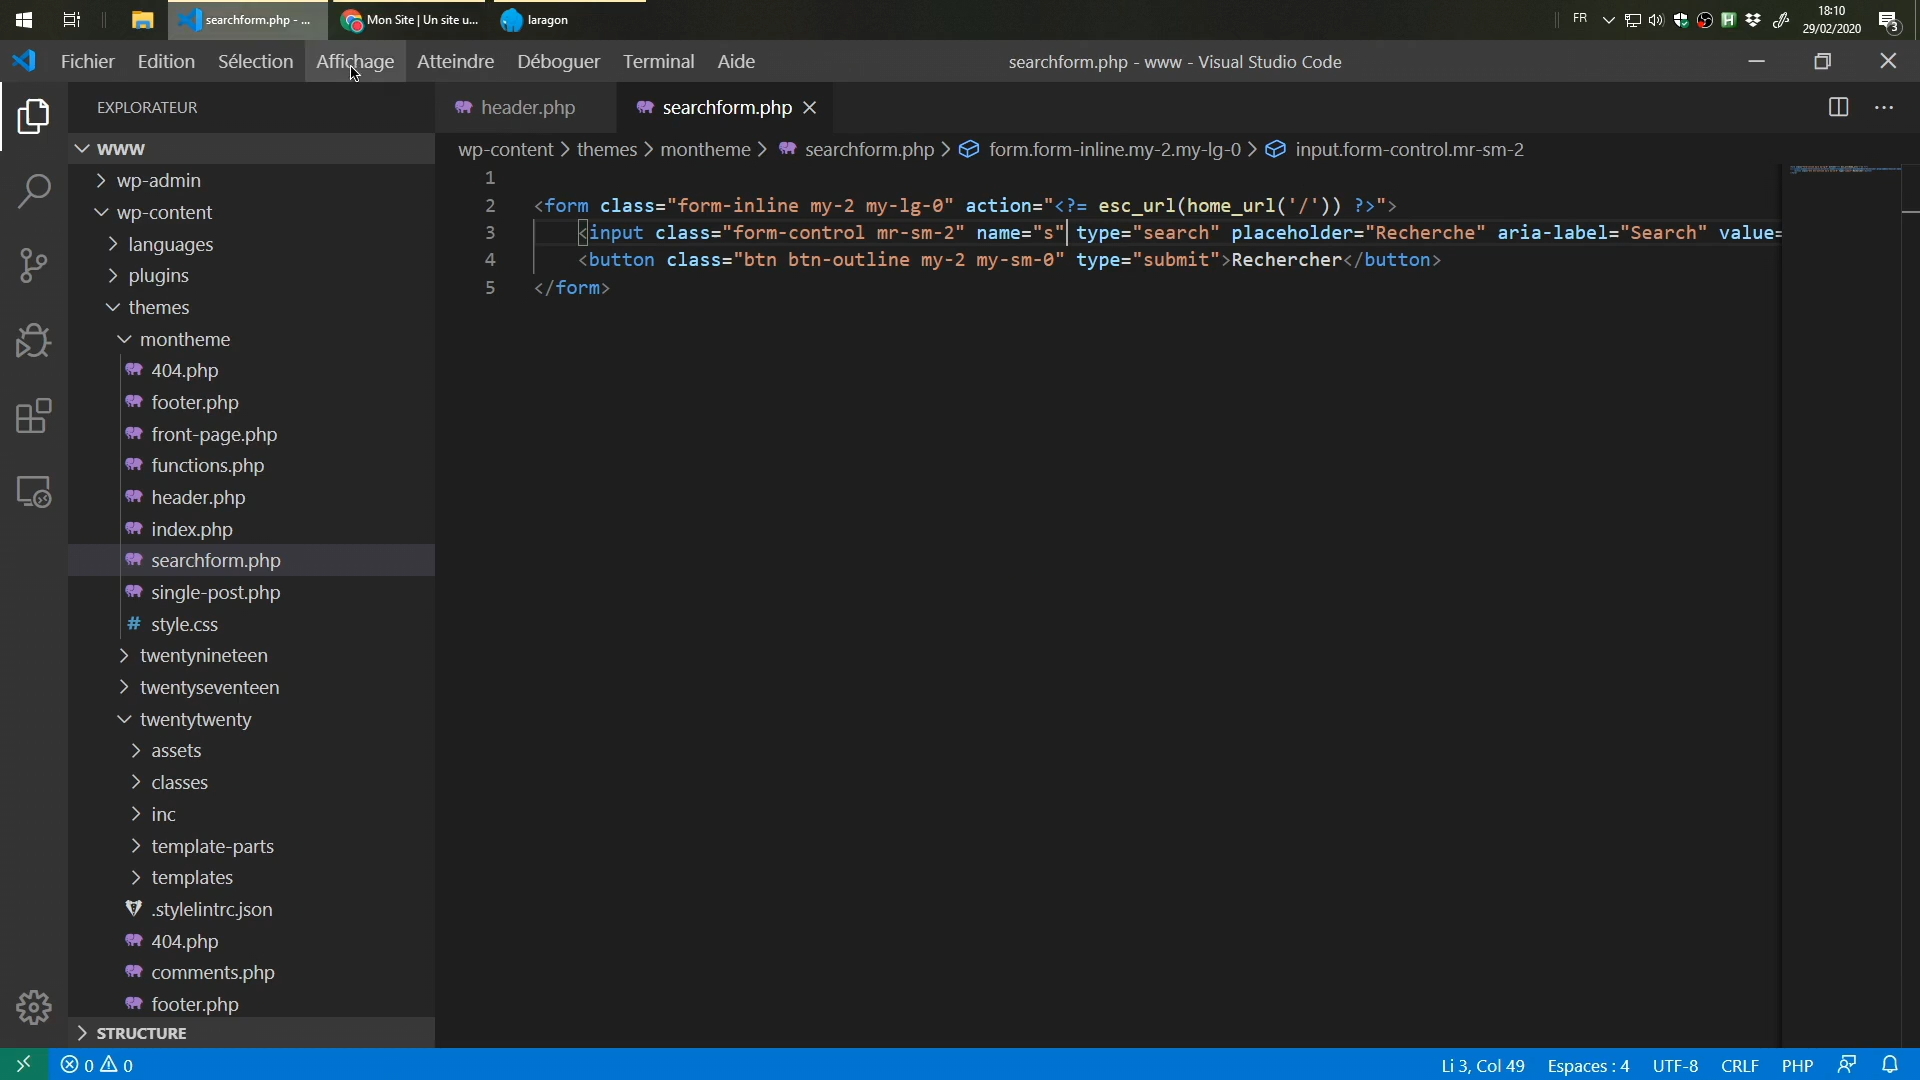 searchform.php - ...
Mon Site | Un site u...
laragon
FR
18:10
29/02/2020
3
Fichier Edition Sélection Affichage Atteindre Déboguer Terminal Aide
searchform.php - www - Visual Studio Code
EXPLORATEUR
header.php
searchform.php
WWW
wp-content > themes > montheme > searchform.php > form.form-inline.my-2.my-lg-0 > input.form-control.mr-sm-2
wp-admin
wp-content
languages
plugins
themes
montheme
404.php
footer.php
front-page.php
functions.php
header.php
index.php
searchform.php
single-post.php
# style.css
twentynineteen
twentyseventeen
twentytwenty
assets
classes
inc
template-parts
templates
.stylelintrc.json
404.php
comments.php
footer.php
STRUCTURE
1
2 <form class="form-inline my-2 my-lg-0" action="<?= esc_url(home_url('/')) ?>">
3 <input class="form-control mr-sm-2" name="s" type="search" placeholder="Recherche" aria-label="Search" value=
4 <button class="btn btn-outline my-2 my-sm-0" type="submit">Rechercher</button>
5 </form>
0 0
Li 3, Col 49 Espaces : 4 UTF-8 CRLF PHP